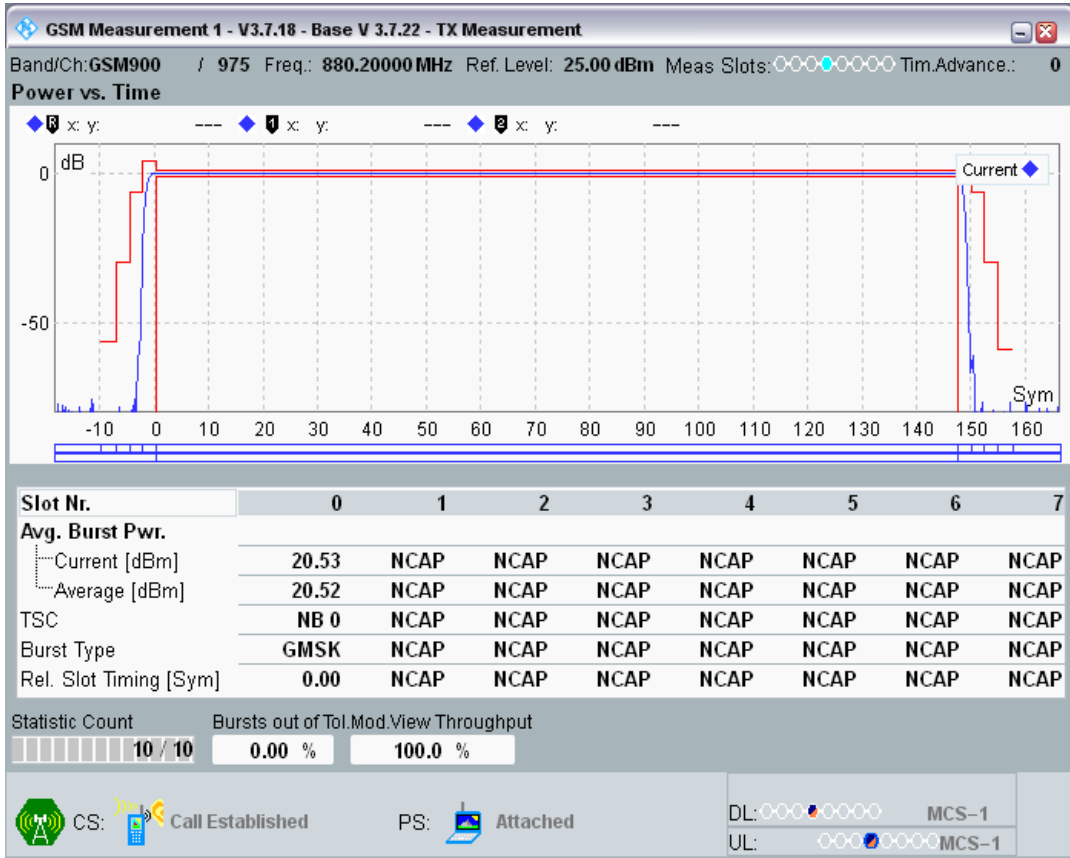 GSM Measurement 1 - V3.7.18 - Base V 3.7.22 - TX Measurement
Band/Ch:GSM900 / 975 Freq.: 880.20000 MHz Ref. Level: 25.00 dBm Meas Slots: Tim.Advance.: 0
Power vs. Time
R x: y: --- 1 x: y: --- 2 x: y: ---
dB
Current
0
-50
Sym
-10 0 10 20 30 40 50 60 70 80 90 100 110 120 130 140 150 160
Slot Nr. 0 1 2 3 4 5 6 7
Avg. Burst Pwr.
Current [dBm] 20.53 NCAP NCAP NCAP NCAP NCAP NCAP NCAP
Average [dBm] 20.52 NCAP NCAP NCAP NCAP NCAP NCAP NCAP
TSC NB 0 NCAP NCAP NCAP NCAP NCAP NCAP NCAP
Burst Type GMSK NCAP NCAP NCAP NCAP NCAP NCAP NCAP
Rel. Slot Timing [Sym] 0.00 NCAP NCAP NCAP NCAP NCAP NCAP NCAP
Statistic Count Bursts out of Tol. Mod.View Throughput
10 / 10 0.00 % 100.0 %
CS: Call Established PS: Attached
DL: MCS-1
UL: MCS-1